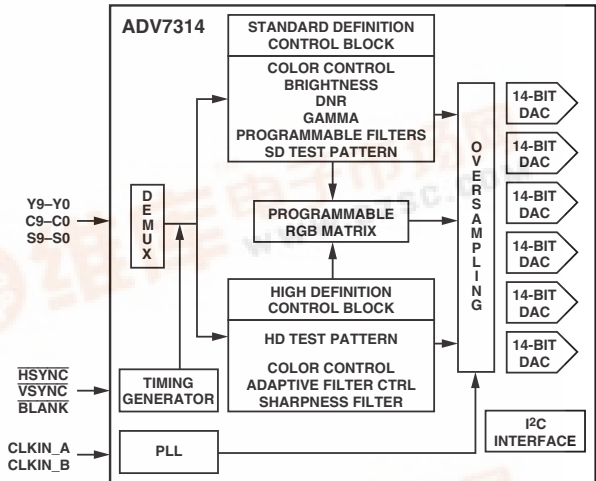 ADV7314
STANDARD DEFINITION
CONTROL BLOCK
COLOR CONTROL
BRIGHTNESS
DNR
GAMMA
PROGRAMMABLE FILTERS
SD TEST PATTERN
Y9–Y0
C9–C0
S9–S0
DEMUX
PROGRAMMABLE
RGB MATRIX
HIGH DEFINITION
CONTROL BLOCK
HD TEST PATTERN
COLOR CONTROL
ADAPTIVE FILTER CTRL
SHARPNESS FILTER
OVERSAMPLING
14-BIT
DAC
14-BIT
DAC
14-BIT
DAC
14-BIT
DAC
14-BIT
DAC
14-BIT
DAC
HSYNC
VSYNC
BLANK
TIMING
GENERATOR
CLKIN_A
CLKIN_B
PLL
I²C
INTERFACE